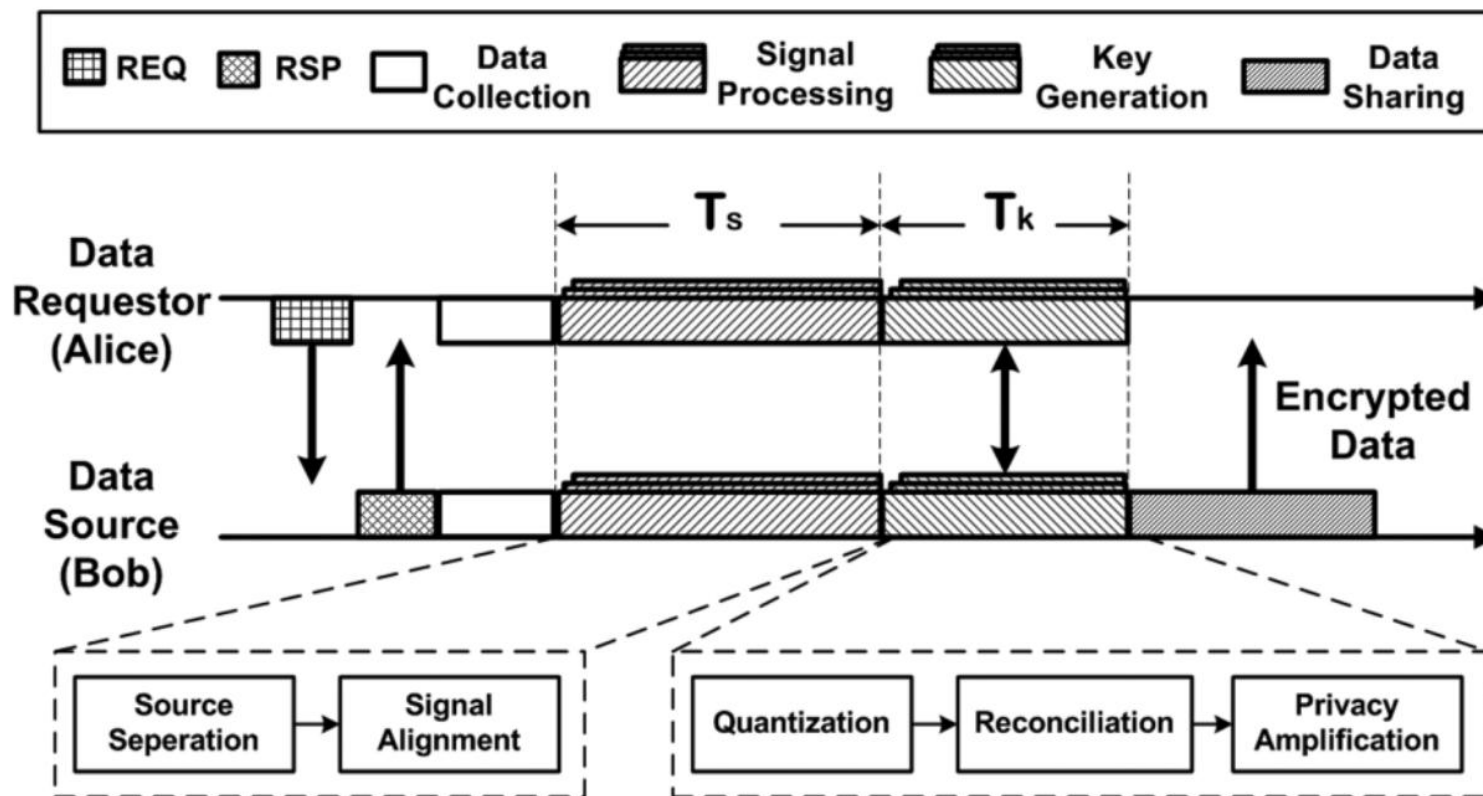 REQ
RSP
Data
Collection
Signal
Processing
Key
Generation
Data
Sharing
Ts
Tk
Data
Requestor
(Alice)
Encrypted
Data
Data
Source
(Bob)
Source
Seperation
Signal
Alignment
Quantization
Reconciliation
Privacy
Amplification